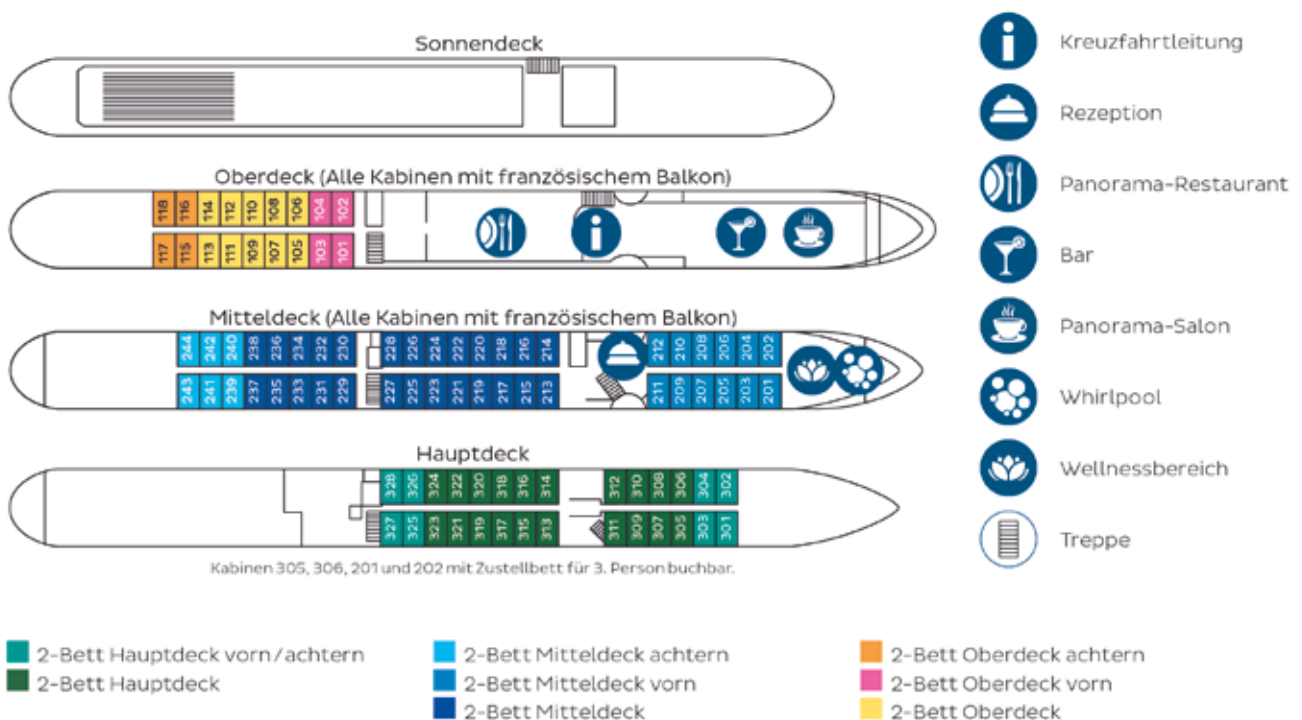 Sonnendeck
Oberdeck (Alle Kabinen mit französischem Balkon)
118 116 114 112 110 108 106 104 102
117 115 113 111 109 107 105 103 101
Mitteldeck (Alle Kabinen mit französischem Balkon)
244 242 240 238 236 234 232 230 228 226 224 222 220 218 216 214 212 210 208 206 204 202
243 241 239 237 235 233 231 229 227 225 223 221 219 217 215 213 211 209 207 205 203 201
Hauptdeck
328 326 324 322 320 318 316 314 312 310 308 306 304 302
327 325 323 321 319 317 315 313 311 309 307 305 303 301
Kabinen 305, 306, 201 und 202 mit Zustellbett für 3. Person buchbar.
Kreuzfahrtleitung
Rezeption
Panorama-Restaurant
Bar
Panorama-Salon
Whirlpool
Wellnessbereich
Treppe
2-Bett Hauptdeck vorn/achtern
2-Bett Hauptdeck
2-Bett Mitteldeck achtern
2-Bett Mitteldeck vorn
2-Bett Mitteldeck
2-Bett Oberdeck achtern
2-Bett Oberdeck vorn
2-Bett Oberdeck